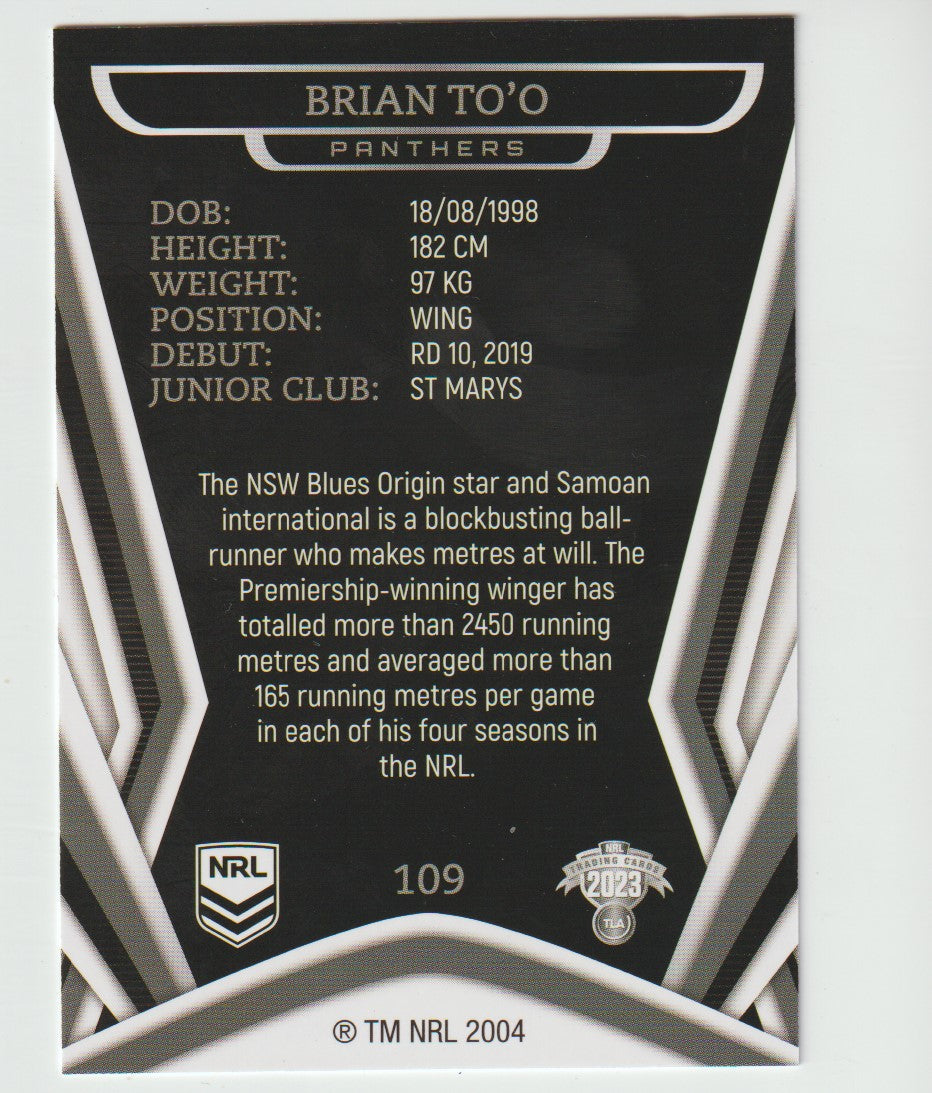 BRIAN TO'O
PANTHERS
DOB: 18/08/1998
HEIGHT: 182 CM
WEIGHT: 97 KG
POSITION: WING
DEBUT: RD 10, 2019
JUNIOR CLUB: ST MARYS
The NSW Blues Origin star and Samoan
international is a blockbusting ball-
runner who makes metres at will. The
Premiership-winning winger has
totalled more than 2450 running
metres and averaged more than
165 running metres per game
in each of his four seasons in
the NRL.
NRL
109
NRL
TRADING CARDS
2023
TLA
® TM NRL 2004